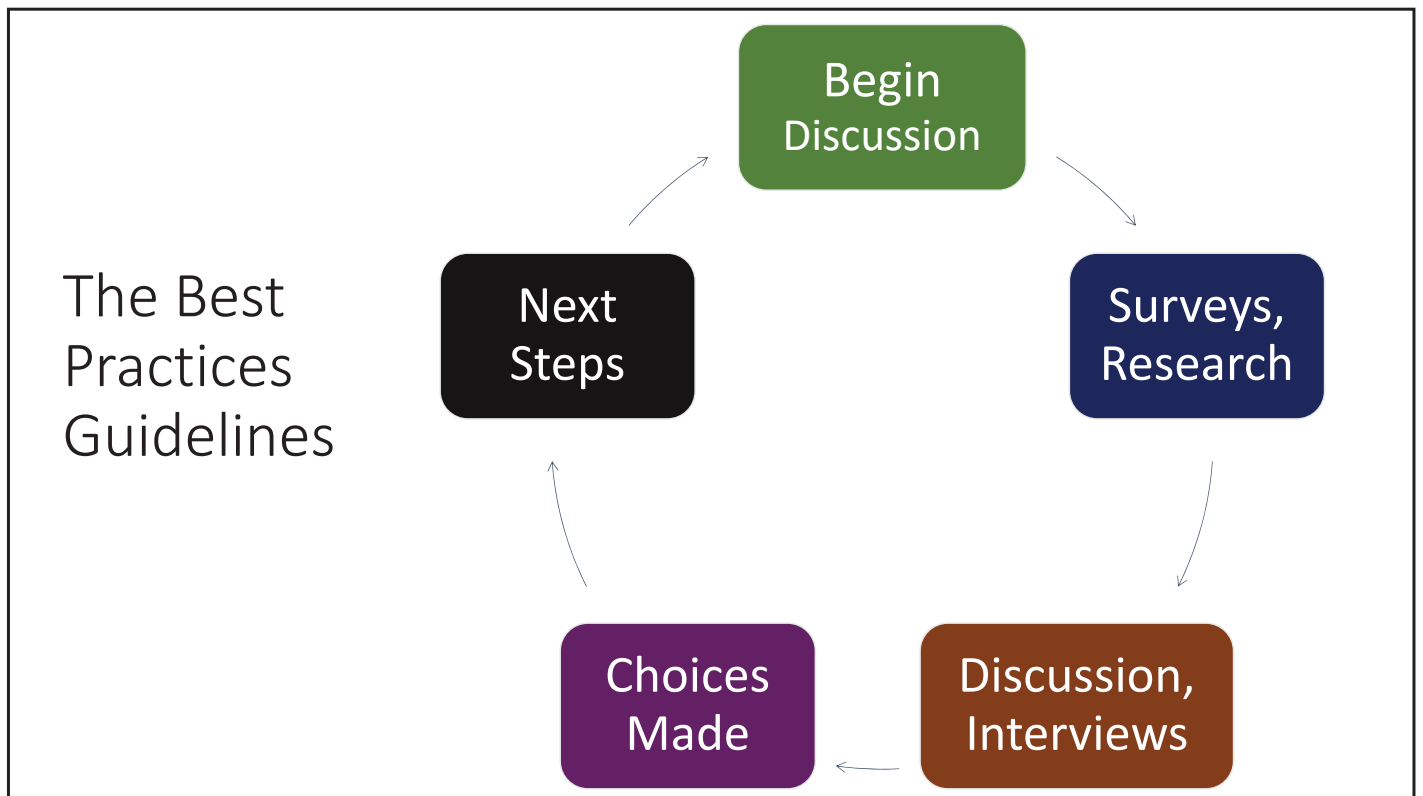 The Best
Practices
Guidelines
Begin
Discussion
Surveys,
Research
Discussion,
Interviews
Choices
Made
Next
Steps